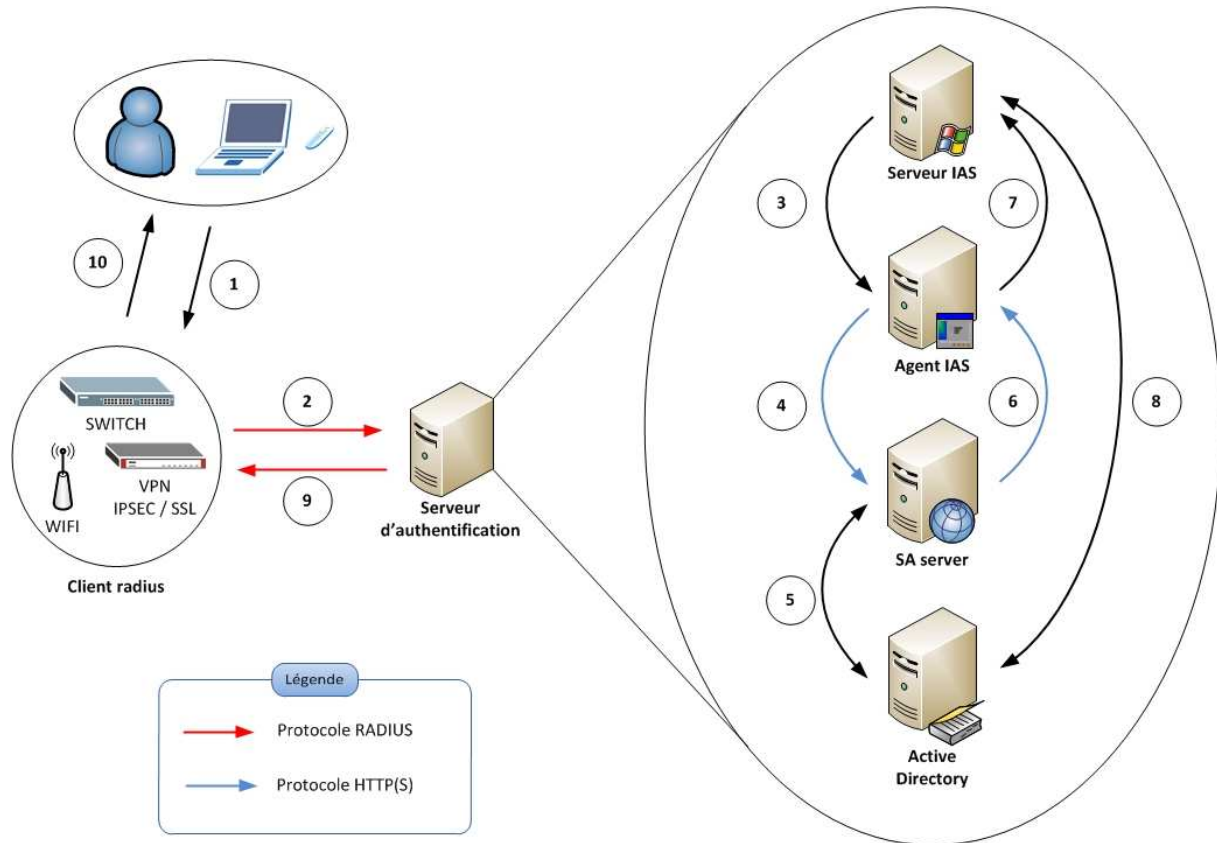 10
1
SWITCH
WIFI
VPN
IPSEC / SSL
Client radius
2
9
Serveur
d'authentification
Serveur IAS
3
7
Agent IAS
4
6
8
SA server
5
Active
Directory
Légende
Protocole RADIUS
Protocole HTTP(S)